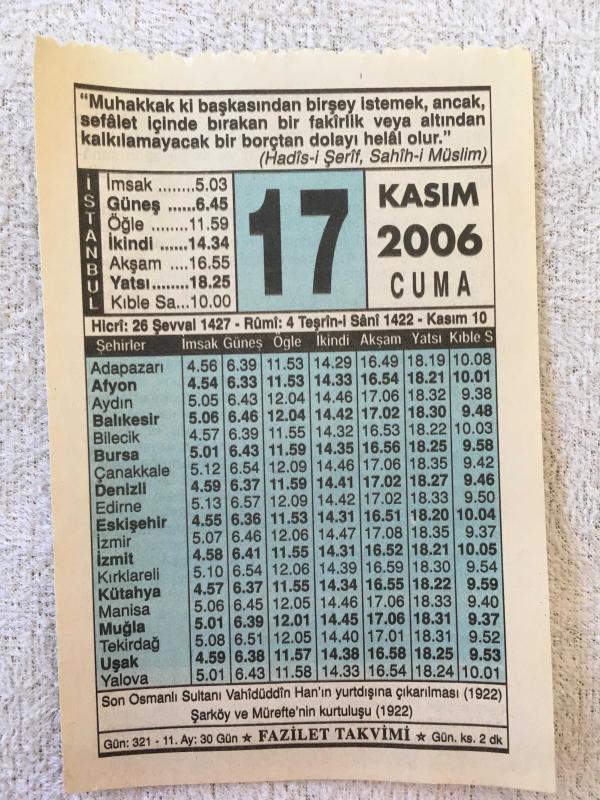 “Muhakkak ki başkasından birşey istemek, ancak,
sefâlet içinde bırakan bir fakîrlik veya altından
kalkılamayacak bir borçtan dolayı helâl olur.”
(Hadîs-i Şerîf, Sahîh-i Müslim)
İSTANBUL
İmsak ........5.03
Güneş ......6.45
Öğle ........11.59
İkindi ......14.34
Akşam ....16.55
Yatsı........18.25
Kıble Sa...10.00
17
KASIM
2006
CUMA
Hicrî: 26 Şevval 1427 - Rûmî: 4 Teşrîn-i Sânî 1422 - Kasım 10
Şehirler İmsak Güneş Öğle İkindi Akşam Yatsı Kıble S
Adapazarı 4.56 6.39 11.53 14.29 16.49 18.19 10.08
Afyon 4.54 6.33 11.53 14.33 16.54 18.21 10.01
Aydın 5.05 6.43 12.04 14.46 17.06 18.32 9.38
Balıkesir 5.06 6.46 12.04 14.42 17.02 18.30 9.48
Bilecik 4.57 6.39 11.55 14.32 16.53 18.22 10.03
Bursa 5.01 6.43 11.59 14.35 16.56 18.25 9.58
Çanakkale 5.12 6.54 12.09 14.46 17.06 18.35 9.42
Denizli 4.59 6.37 11.59 14.41 17.02 18.27 9.46
Edirne 5.13 6.57 12.09 14.42 17.02 18.33 9.50
Eskişehir 4.55 6.36 11.53 14.31 16.51 18.20 10.04
İzmir 5.07 6.46 12.06 14.47 17.08 18.35 9.37
İzmit 4.58 6.41 11.55 14.31 16.52 18.21 10.05
Kırklareli 5.10 6.54 12.06 14.39 16.59 18.30 9.54
Kütahya 4.57 6.37 11.55 14.34 16.55 18.22 9.59
Manisa 5.06 6.45 12.05 14.46 17.06 18.33 9.40
Muğla 5.01 6.39 12.01 14.45 17.06 18.31 9.37
Tekirdağ 5.08 6.51 12.05 14.40 17.01 18.31 9.52
Uşak 4.59 6.38 11.57 14.38 16.58 18.25 9.53
Yalova 5.01 6.43 11.58 14.33 16.54 18.24 10.01
Son Osmanlı Sultanı Vahîdüddîn Han’ın yurtdışına çıkarılması (1922)
Şarköy ve Mürefte’nin kurtuluşu (1922)
Gün: 321 - 11. Ay: 30 Gün ★ FAZİLET TAKVİMİ ★ Gün. ks. 2 dk